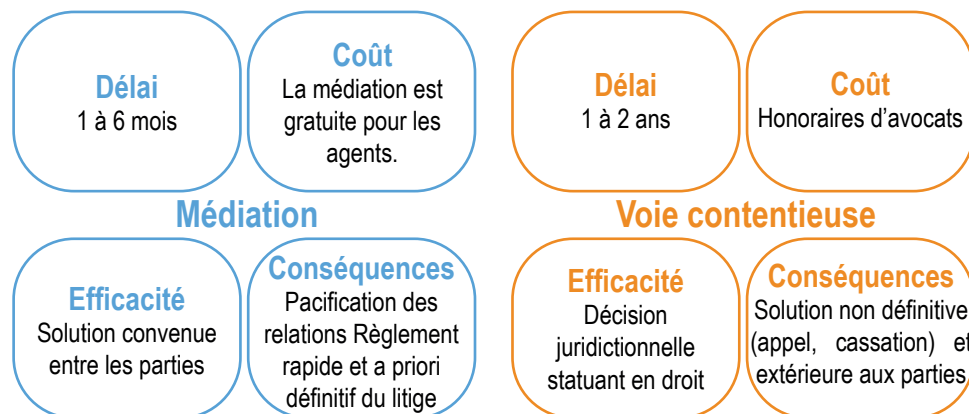 Délai
1 à 6 mois
Coût
La médiation est
gratuite pour les
agents.
Médiation
Efficacité
Solution convenue
entre les parties
Conséquences
Pacification des
relations Règlement
rapide et a priori
définitif du litige
Délai
1 à 2 ans
Coût
Honoraires d’avocats
Voie contentieuse
Efficacité
Décision
juridictionnelle
statuant en droit
Conséquences
Solution non définitive
(appel, cassation) et
extérieure aux parties